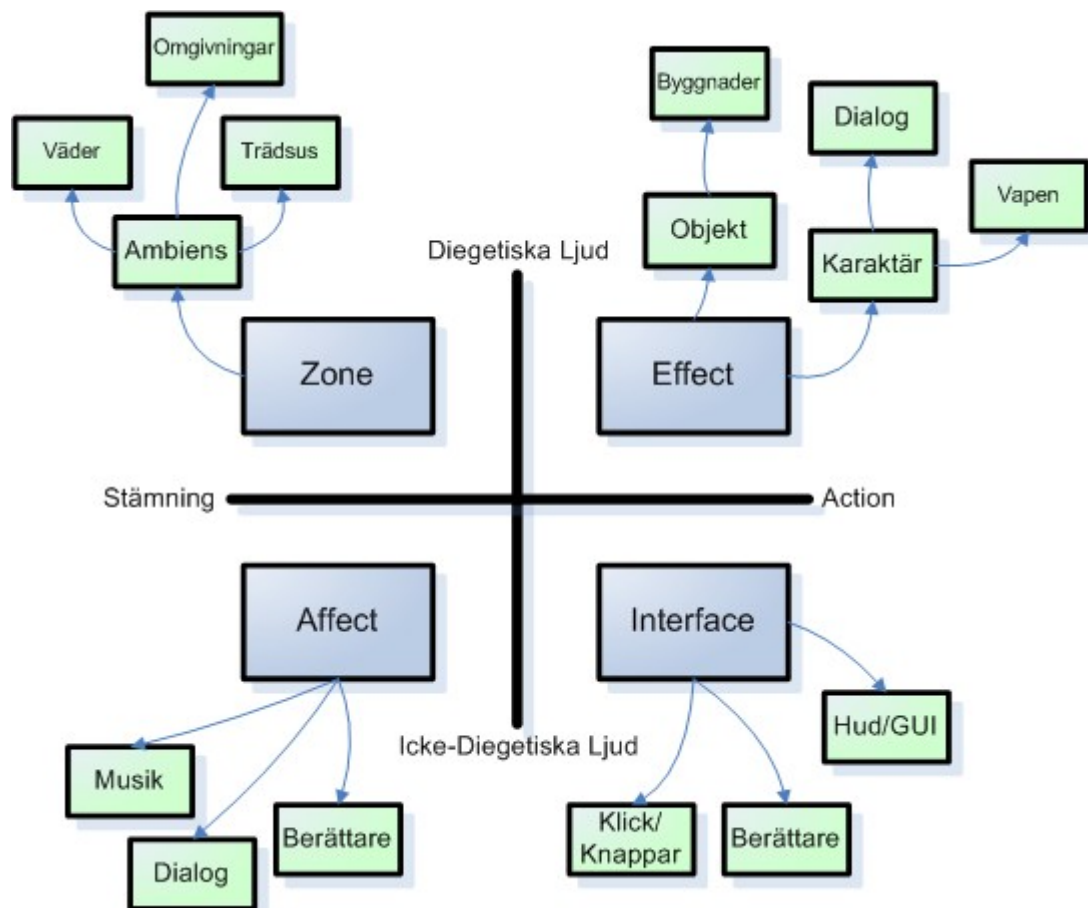 Omgivningar
Byggnader
Dialog
Väder
Trädsus
Vapen
Objekt
Ambiens
Karaktär
Diegetiska Ljud
Zone
Effect
Stämning
Action
Affect
Interface
Hud/GUI
Icke-Diegetiska Ljud
Musik
Berättare
Klick/
Knappar
Berättare
Dialog